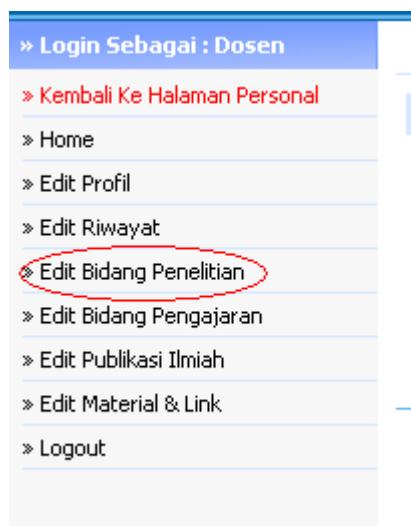 » Login Sebagai : Dosen
» Kembali Ke Halaman Personal
» Home
» Edit Profil
» Edit Riwayat
» Edit Bidang Penelitian
» Edit Bidang Pengajaran
» Edit Publikasi Ilmiah
» Edit Material & Link
» Logout